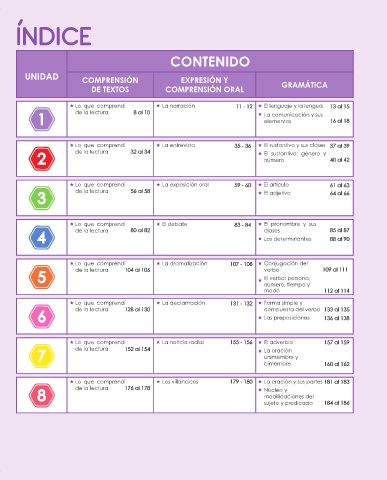 ÍNDICE
UNIDAD
CONTENIDO
COMPRENSIÓN
DE TEXTOS
EXPRESIÓN Y
COMPRENSIÓN ORAL
GRAMÁTICA
1
Lo que comprendí
de la lectura 8 al 10
La narración 11 - 12
El lenguaje y la lengua 13 al 15
La comunicación y sus
elementos 16 al 18
2
Lo que comprendí
de la lectura 32 al 34
La entrevista 35 - 36
El sustantivo y sus clases 37 al 39
El sustantivo: género y
número 40 al 42
3
Lo que comprendí
de la lectura 56 al 58
La exposición oral 59 - 60
El artículo 61 al 63
El adjetivo 64 al 66
4
Lo que comprendí
de la lectura 80 al 82
El debate 83 - 84
El pronombre y sus
clases 85 al 87
Los determinantes 88 al 90
5
Lo que comprendí
de la lectura 104 al 106
La dramatización 107 - 108
Conjugación del
verbo 109 al 111
El verbo: persona,
número, tiempo y
modo 112 al 114
6
Lo que comprendí
de la lectura 128 al 130
La declamación 131 - 132
Forma simple y
compuesta del verbo 133 al 135
Las preposiciones 136 al 138
7
Lo que comprendí
de la lectura 152 al 154
La noticia radial 155 - 156
El adverbio 157 al 159
La oración
unimembre y
bimembre 160 al 162
8
Lo que comprendí
de la lectura 176 al 178
Los villancicos 179 - 180
La oración y sus partes 181 al 183
Núcleo y
modificadores del
sujeto y predicado 184 al 186